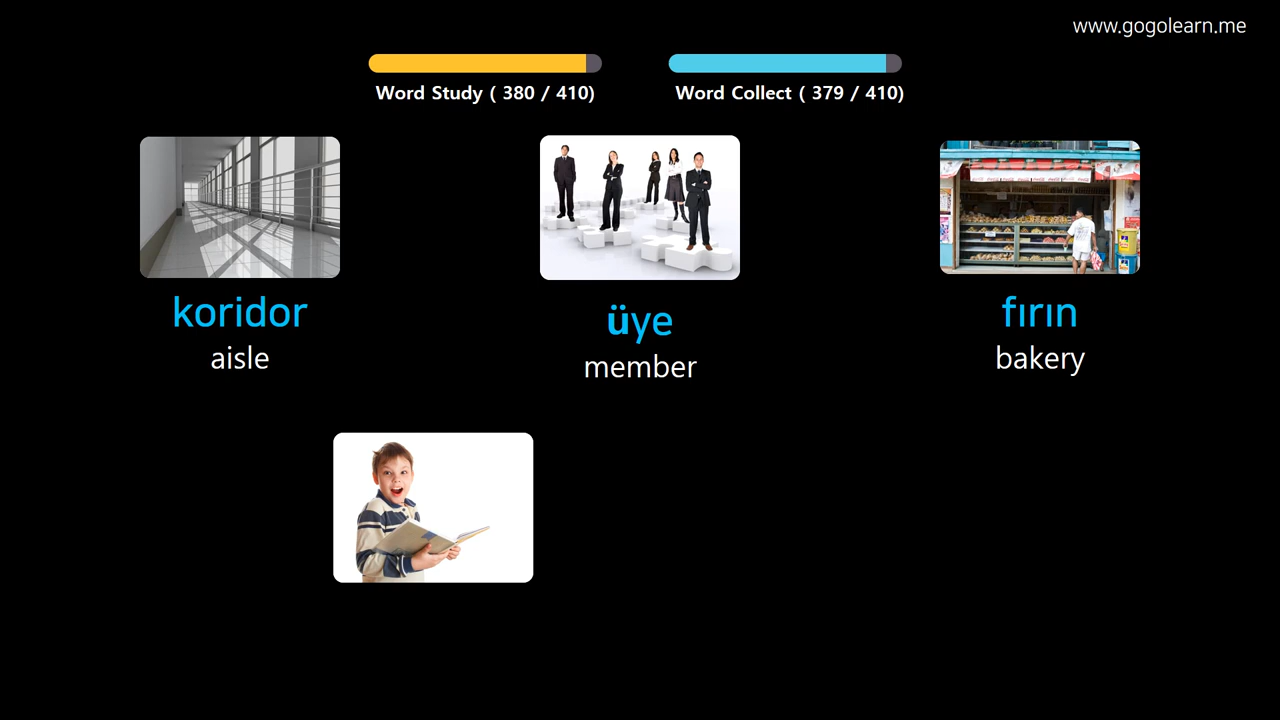 www.gogolearn.me
Word Study ( 380 / 410)
Word Collect ( 379 / 410)
koridor
aisle
üye
member
fırın
bakery